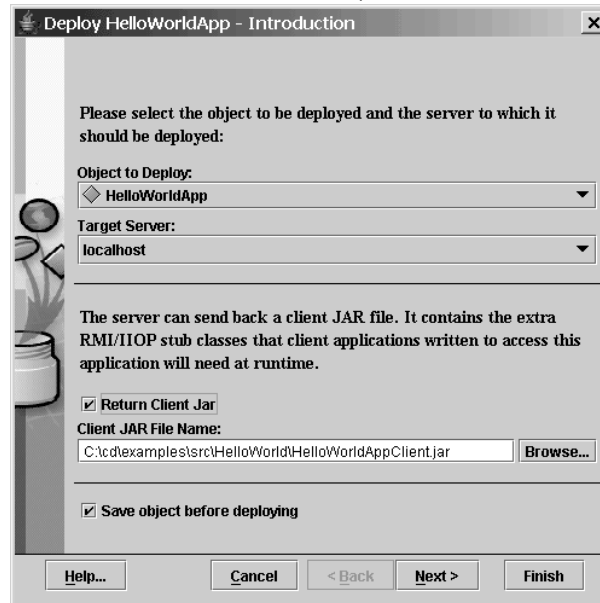 Deploy HelloWorldApp - Introduction
Please select the object to be deployed and the server to which it
should be deployed:
Object to Deploy:
HelloWorldApp
Target Server:
localhost
The server can send back a client JAR file. It contains the extra
RMI/IIOP stub classes that client applications written to access this
application will need at runtime.
Return Client Jar
Client JAR File Name:
C:\cd\examples\src\HelloWorld\HelloWorldAppClient.jar
Browse...
Save object before deploying
Help...
Cancel
< Back
Next >
Finish